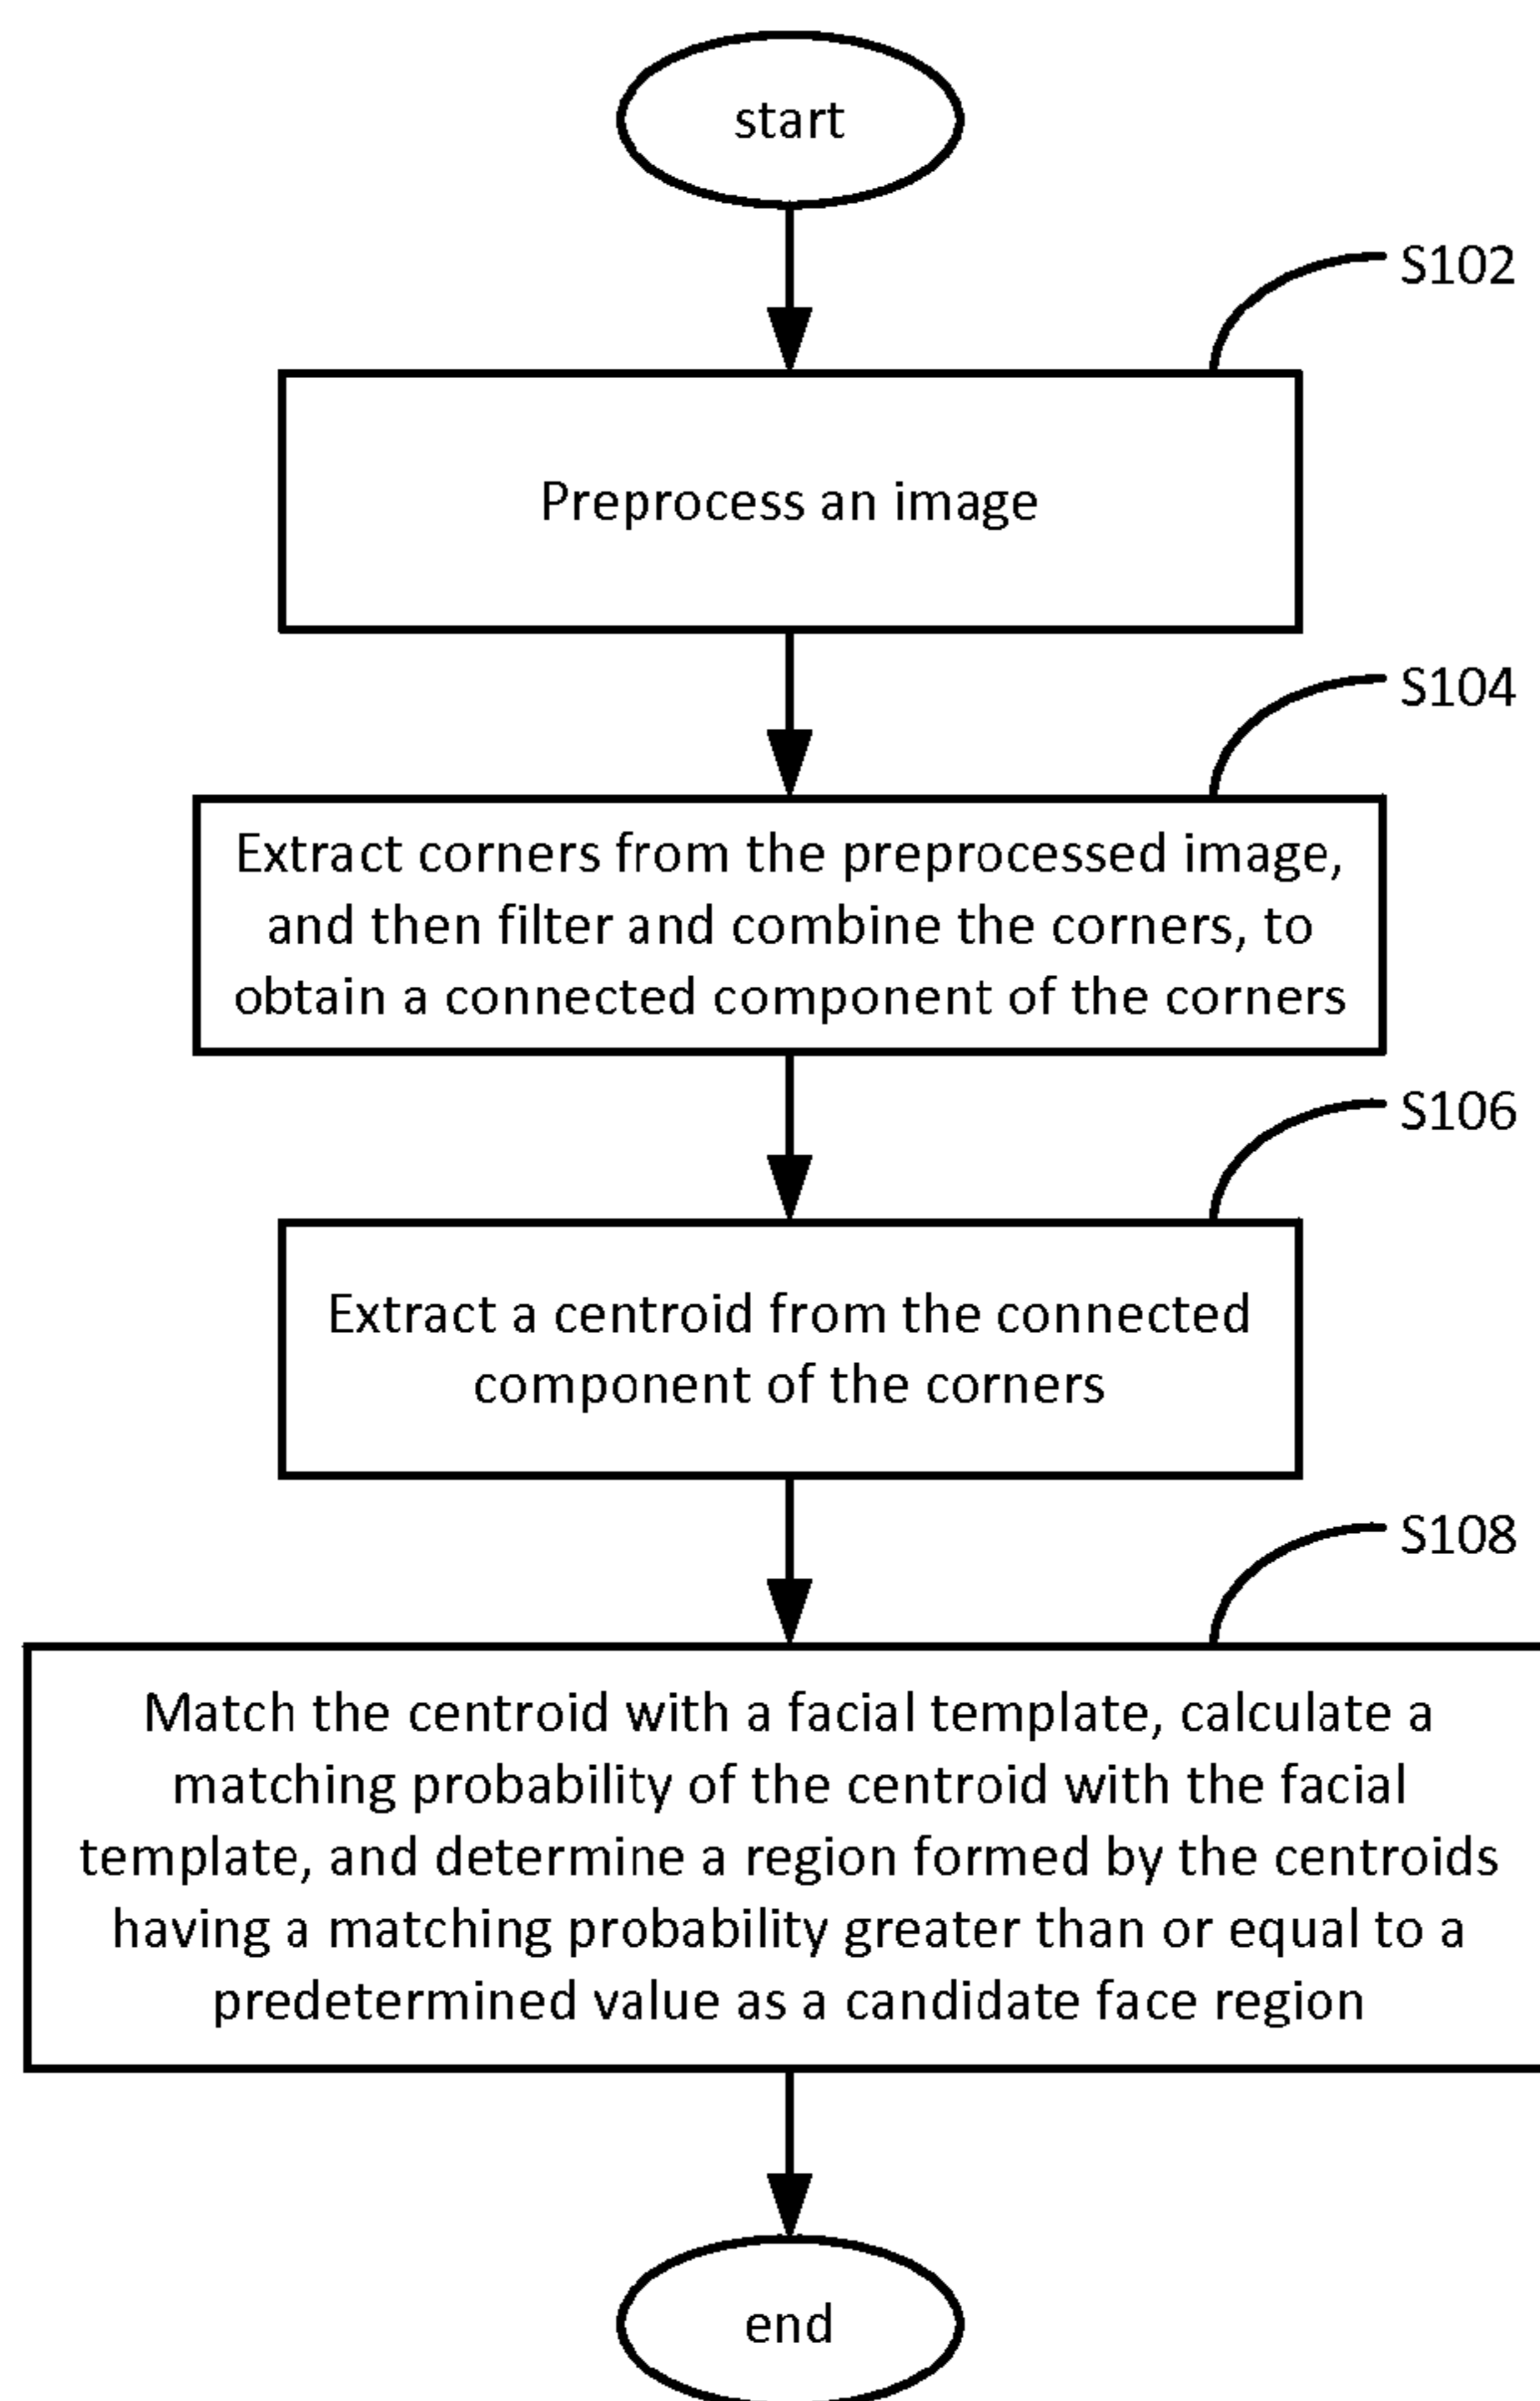 start
S102
Preprocess an image
S104
Extract corners from the preprocessed image,
and then filter and combine the corners, to
obtain a connected component of the corners
S106
Extract a centroid from the connected
component of the corners
S108
Match the centroid with a facial template, calculate a
matching probability of the centroid with the facial
template, and determine a region formed by the centroids
having a matching probability greater than or equal to a
predetermined value as a candidate face region
end